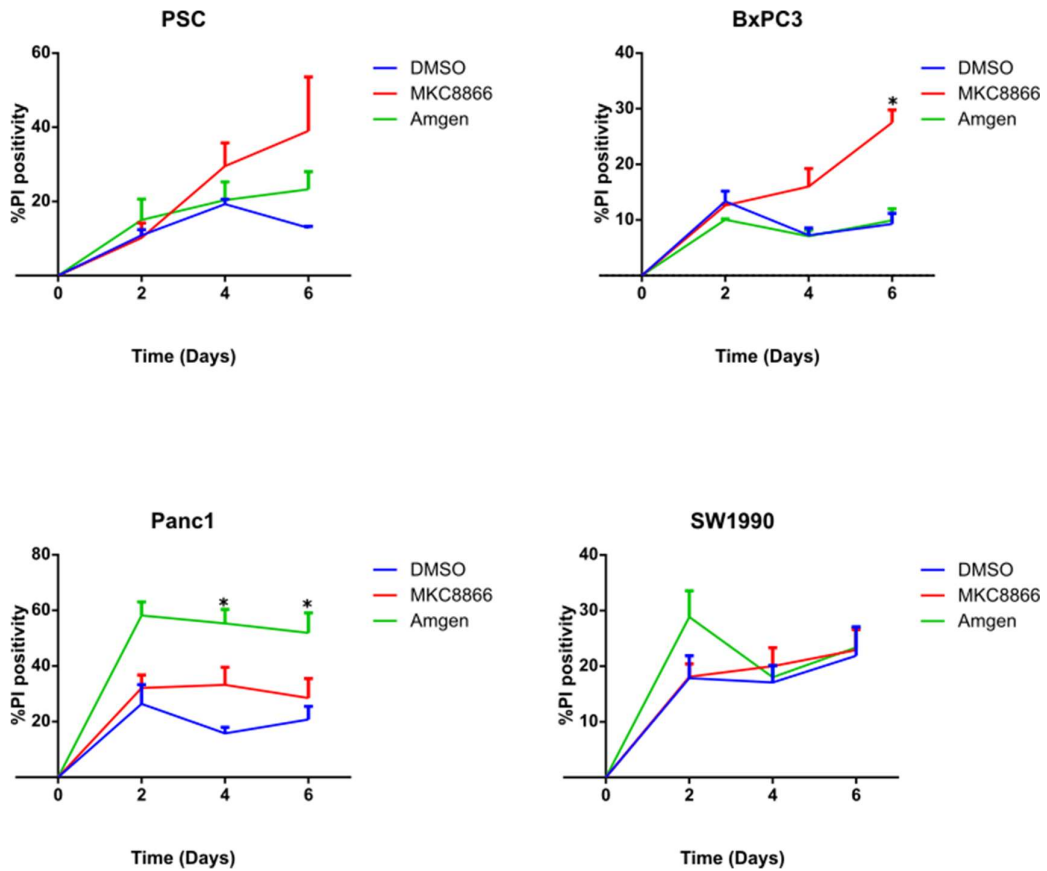 PSC
60
40
20
%PI positivity
0
2
4
6
Time (Days)
DMSO
MKC8866
Amgen
BxPC3
40
30
20
10
%PI positivity
*
0
2
4
6
Time (Days)
DMSO
MKC8866
Amgen
Panc1
80
60
40
20
%PI positivity
*
*
0
2
4
6
Time (Days)
DMSO
MKC8866
Amgen
SW1990
40
30
20
10
%PI positivity
0
2
4
6
Time (Days)
DMSO
MKC8866
Amgen